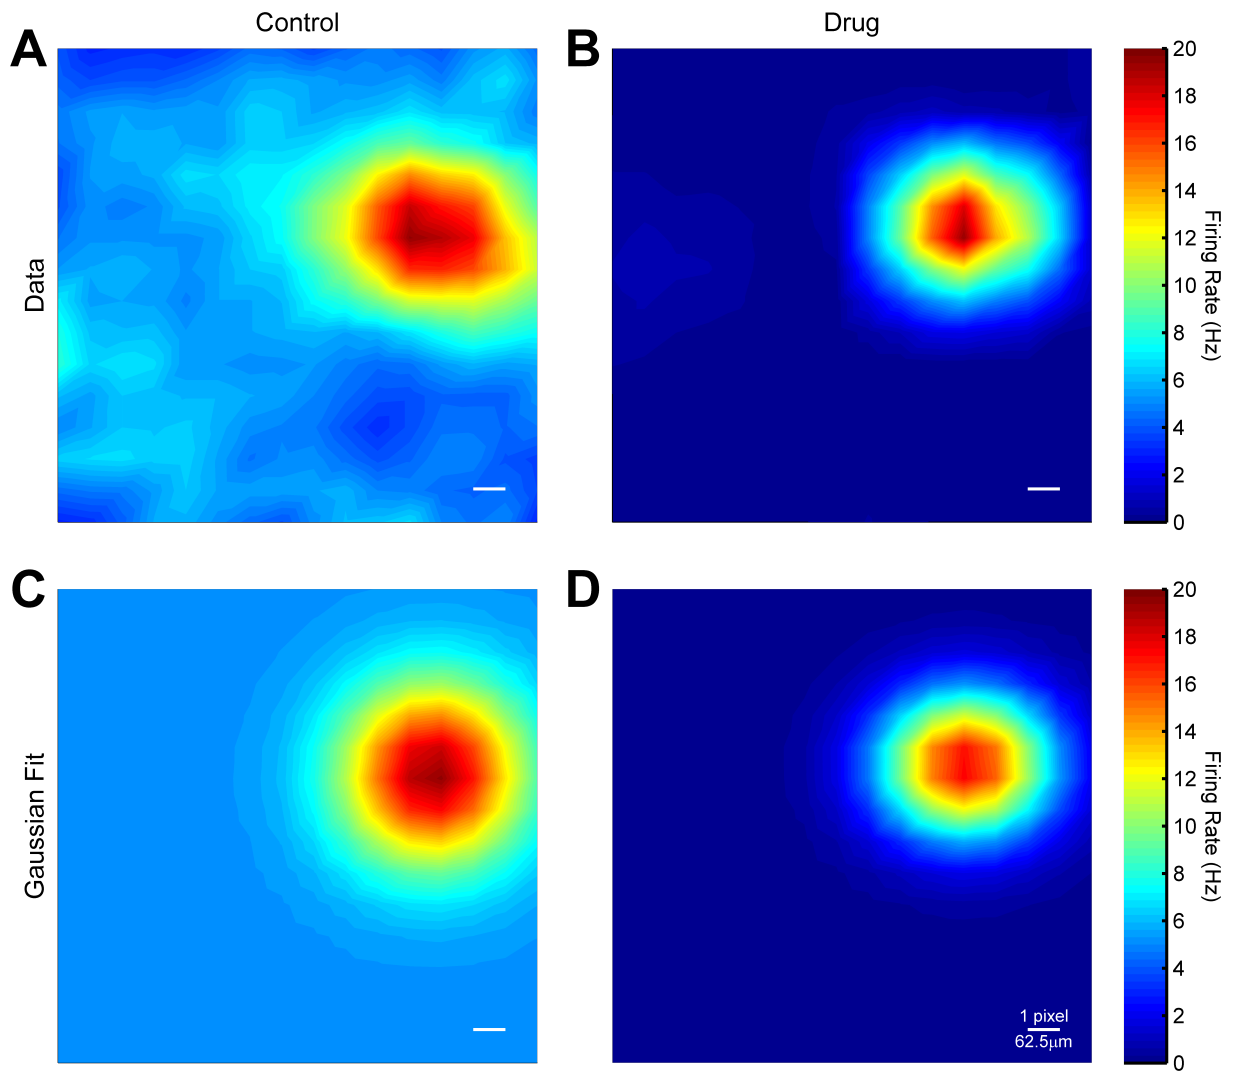 Control
Drug
A
B
Data
20
18
16
14
12
10
8
6
4
2
0
Firing Rate (Hz)
C
D
Gaussian Fit
1 pixel
62.5μm
20
18
16
14
12
10
8
6
4
2
0
Firing Rate (Hz)